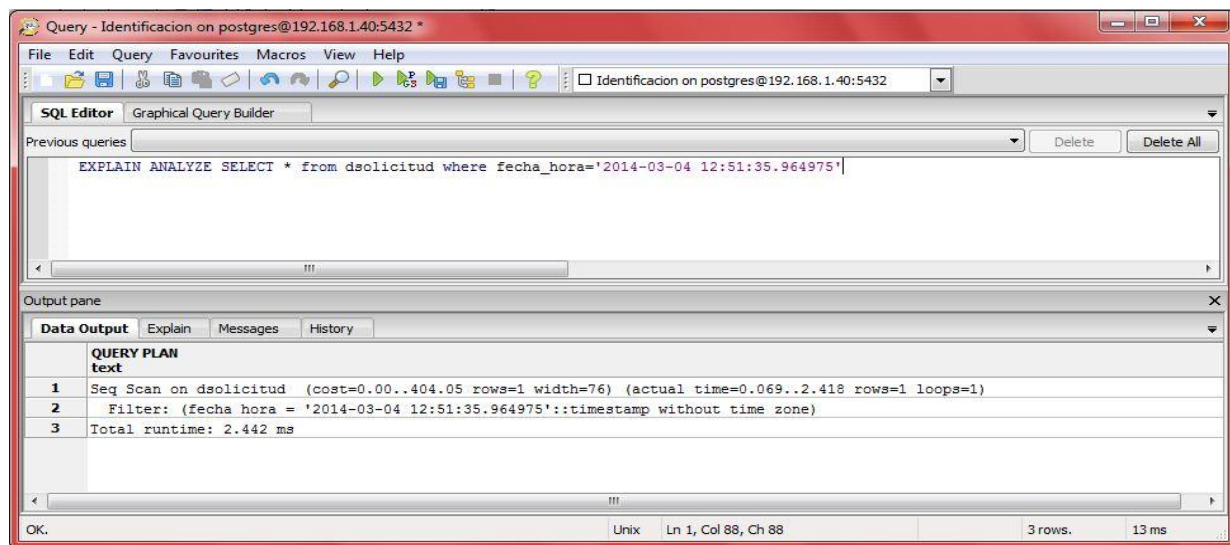 Query - Identificacion on postgres@192.168.1.40:5432 *
File Edit Query Favourites Macros View Help
Identificacion on postgres@192.168.1.40:5432
SQL Editor Graphical Query Builder
Previous queries Delete Delete All
EXPLAIN ANALYZE SELECT * from dsolicitud where fecha_hora='2014-03-04 12:51:35.964975'
Output pane
Data Output Explain Messages History
QUERY PLAN
text
1 Seq Scan on dsolicitud (cost=0.00..404.05 rows=1 width=76) (actual time=0.069..2.418 rows=1 loops=1)
2 Filter: (fecha_hora = '2014-03-04 12:51:35.964975'::timestamp without time zone)
3 Total runtime: 2.442 ms
OK. Unix Ln 1, Col 88, Ch 88 3 rows. 13 ms